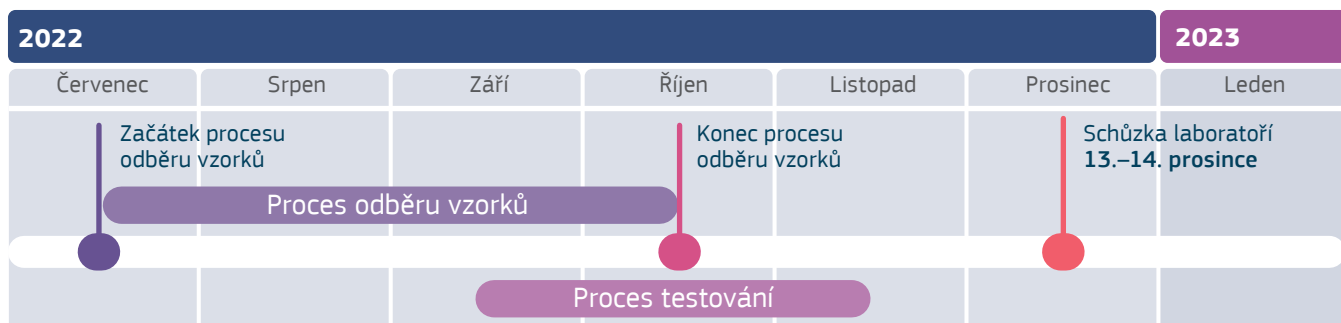 2022
2023
Červenec
Srpen
Září
Říjen
Listopad
Prosinec
Leden
Začátek procesu
odběru vzorků
Konec procesu
odběru vzorků
Schůzka laboratoří
13.–14. prosince
Proces odběru vzorků
Proces testování